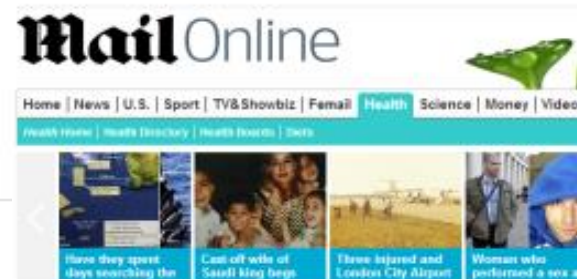 Mail Online
Home | News | U.S. | Sport | TV&Showbiz | Femail | Health | Science | Money | Video
Health Home | Health Directory | Health Boards | Diets
Have they spent
days searching the
Cast off wife of
Saudi king begs
Three injured and
London City Airport
Woman who
performed a sex